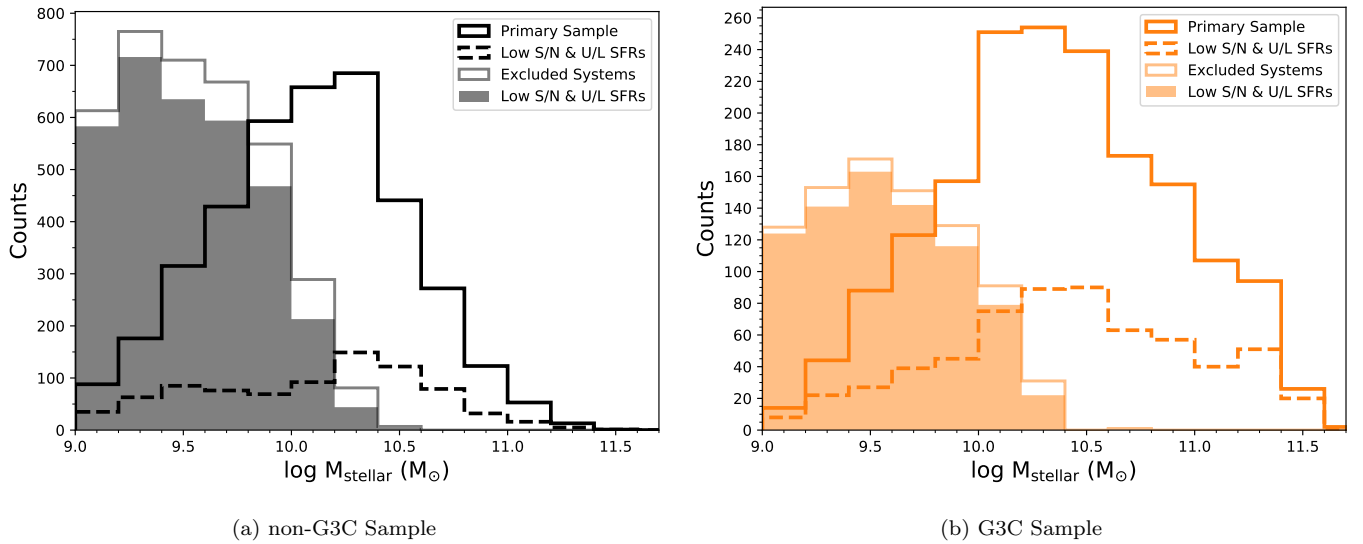 800
700
600
500
400
300
200
100
0
Counts
9.0 9.5 10.0 10.5 11.0 11.5
log M_stellar (M_⊙)
Primary Sample
Low S/N & U/L SFRs
Excluded Systems
Low S/N & U/L SFRs
(a) non-G3C Sample
260
240
220
200
180
160
140
120
100
80
60
40
20
0
Counts
9.0 9.5 10.0 10.5 11.0 11.5
log M_stellar (M_⊙)
Primary Sample
Low S/N & U/L SFRs
Excluded Systems
Low S/N & U/L SFRs
(b) G3C Sample